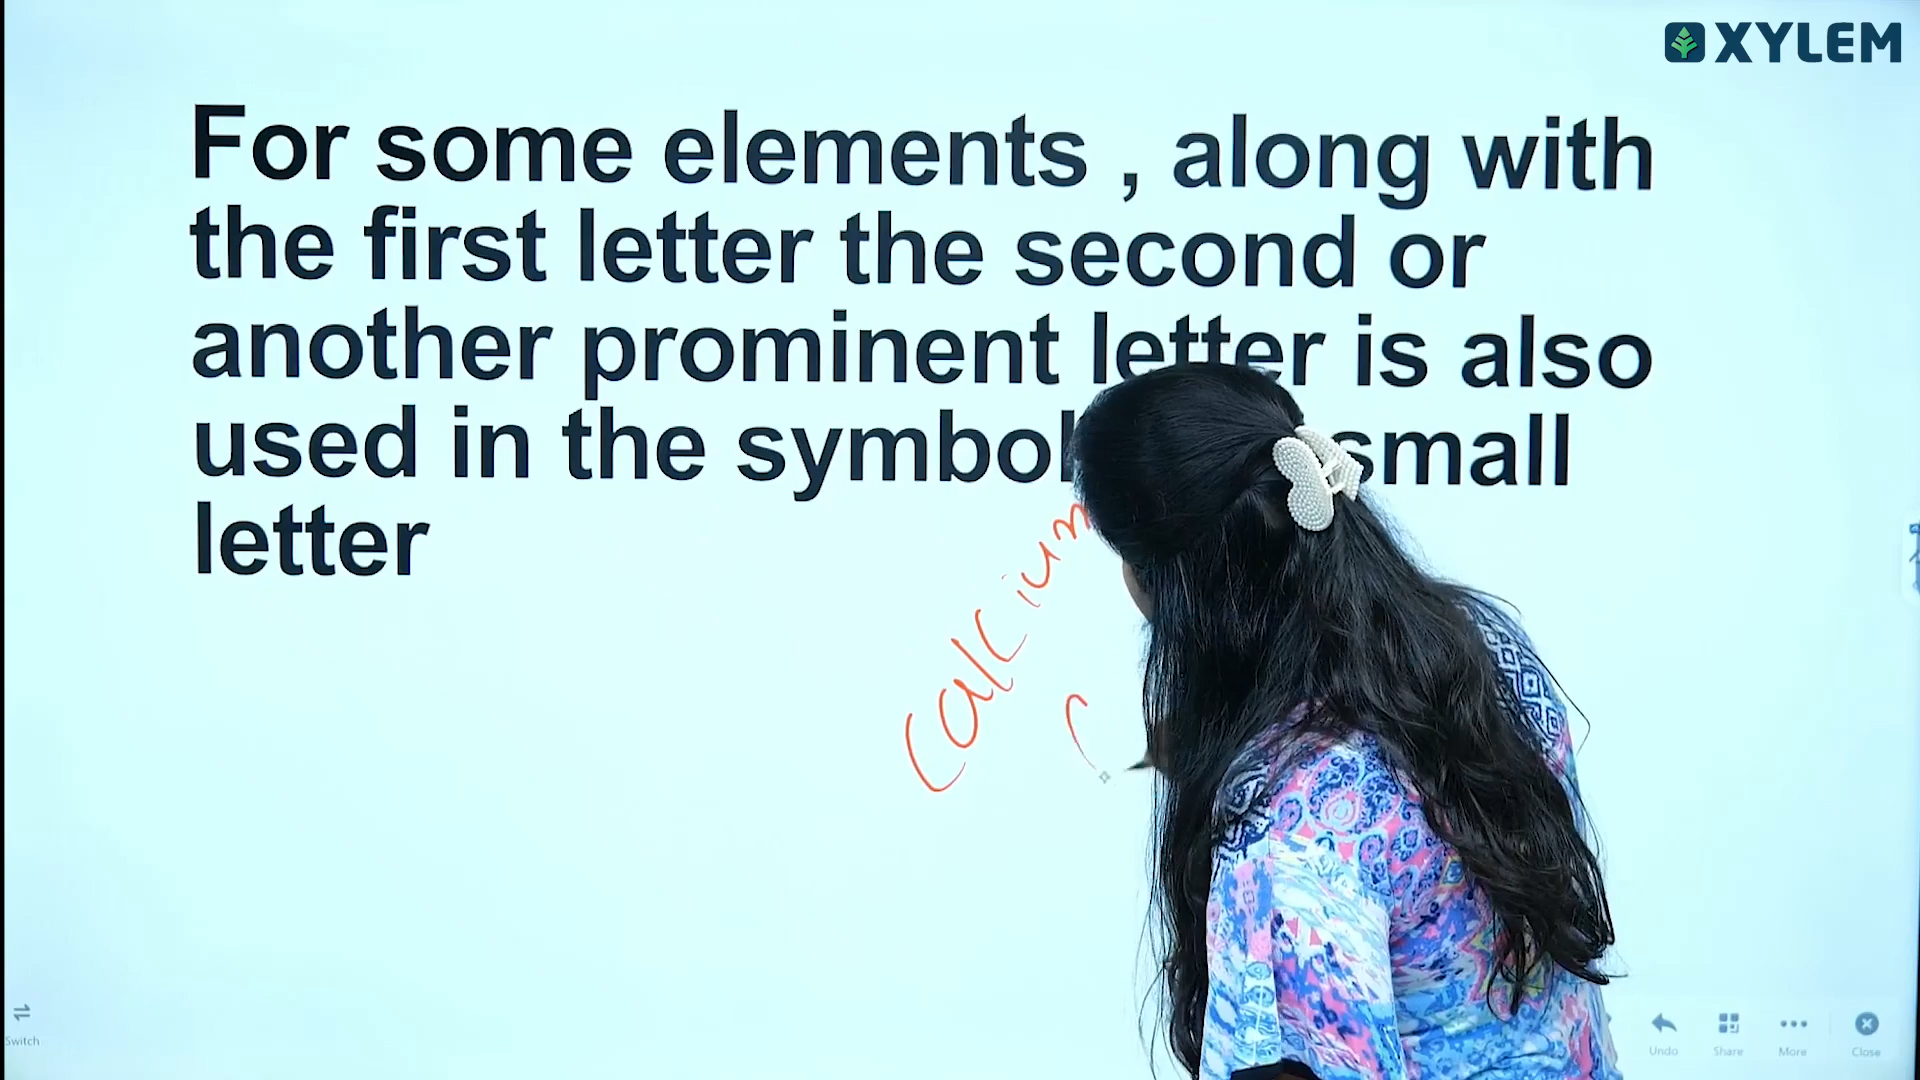 XYLEM
For some elements , along with
the first letter the second or
another prominent letter is also
used in the symbol small
letter
Calcium
C
Switch
Undo Share More Close